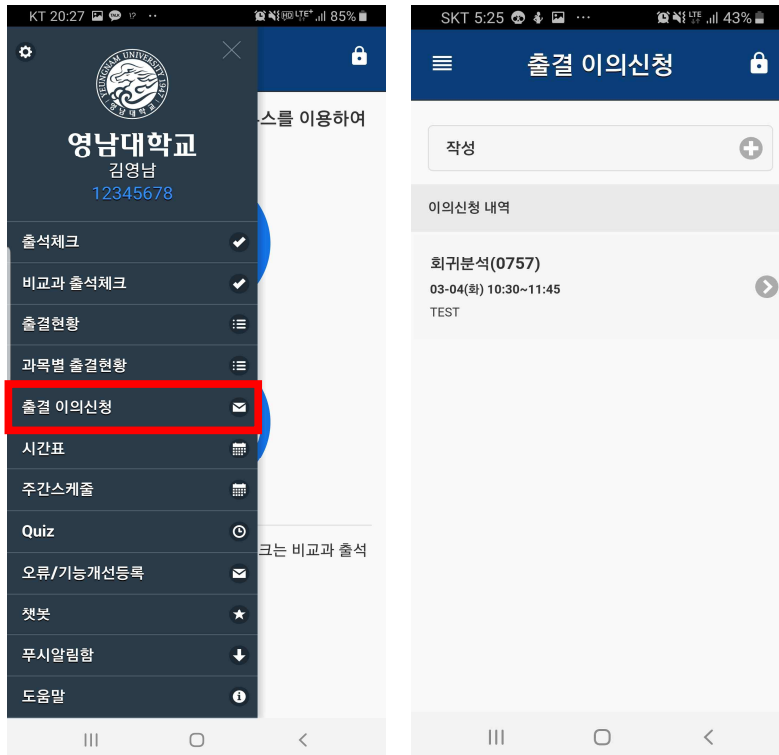 KT 20:27 85%
YEUNGNAM UNIVERSITY 1947
스를 이용하여
영남대학교
김영남
12345678
출석체크
비교과 출석체크
출결현황
과목별 출결현황
출결 이의신청
시간표
주간스케줄
Quiz
크는 비교과 출석
오류/기능개선등록
챗봇
푸시알림함
도움말
SKT 5:25 ... LTE 43%
출결 이의신청
작성
이의신청 내역
회귀분석(0757)
03-04(화) 10:30~11:45
TEST